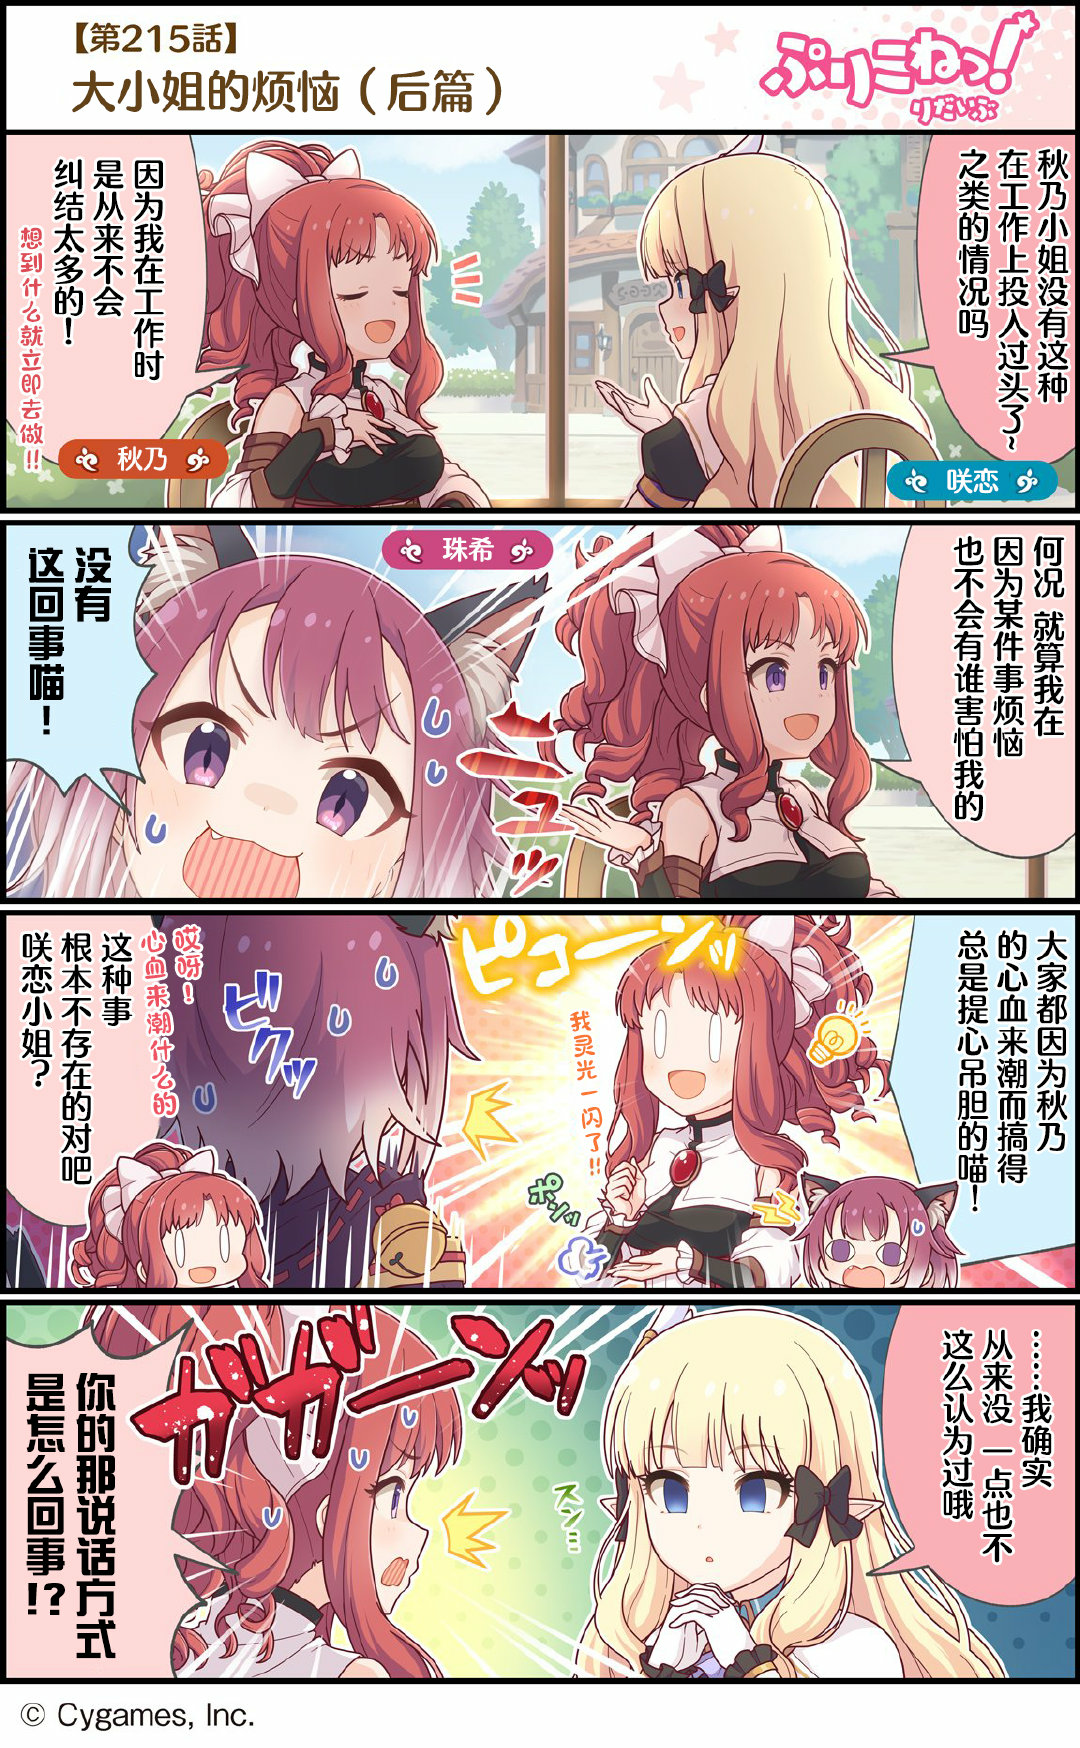 【第215話】
大小姐的烦恼（后篇）
ぷりこねっ!
りだいぶ
秋乃小姐没有这种
在工作上投入过头了~
之类的情况吗
因为我在工作时
是从来不会
纠结太多的！
想到什么就立即去做!!
秋乃
咲恋
何况 就算我在
因为某件事烦恼
也不会有谁害怕我的
珠希
没有
这回事喵！
ニュッ
大家都因为秋乃
的心血来潮而搞得
总是提心吊胆的喵！
ピコーンッ
我灵光一闪了!!
ポンッ
ビクッ
哎呀！
心血来潮什么的
这种事
根本不存在的对吧
咲恋小姐？
……我确实
从来没一点也不
这么认为过哦
スン…
ガガーンッ
你的那说话方式
是怎么回事!?
© Cygames, Inc.